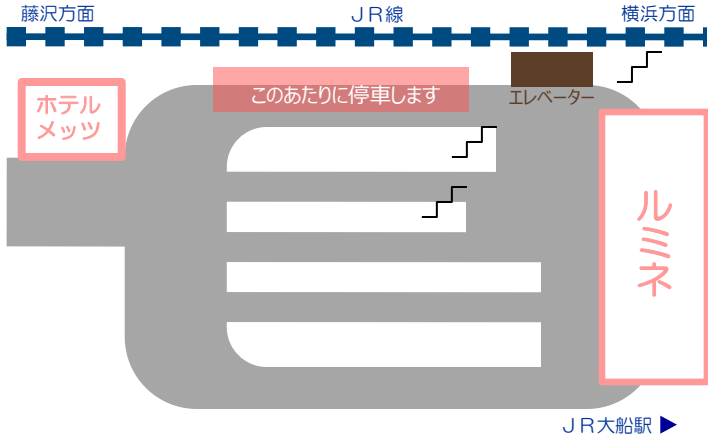 藤沢方面
ＪＲ線
横浜方面
ホテル
メッツ
このあたりに停車します
エレベーター
ルミネ
ＪＲ大船駅 ▶